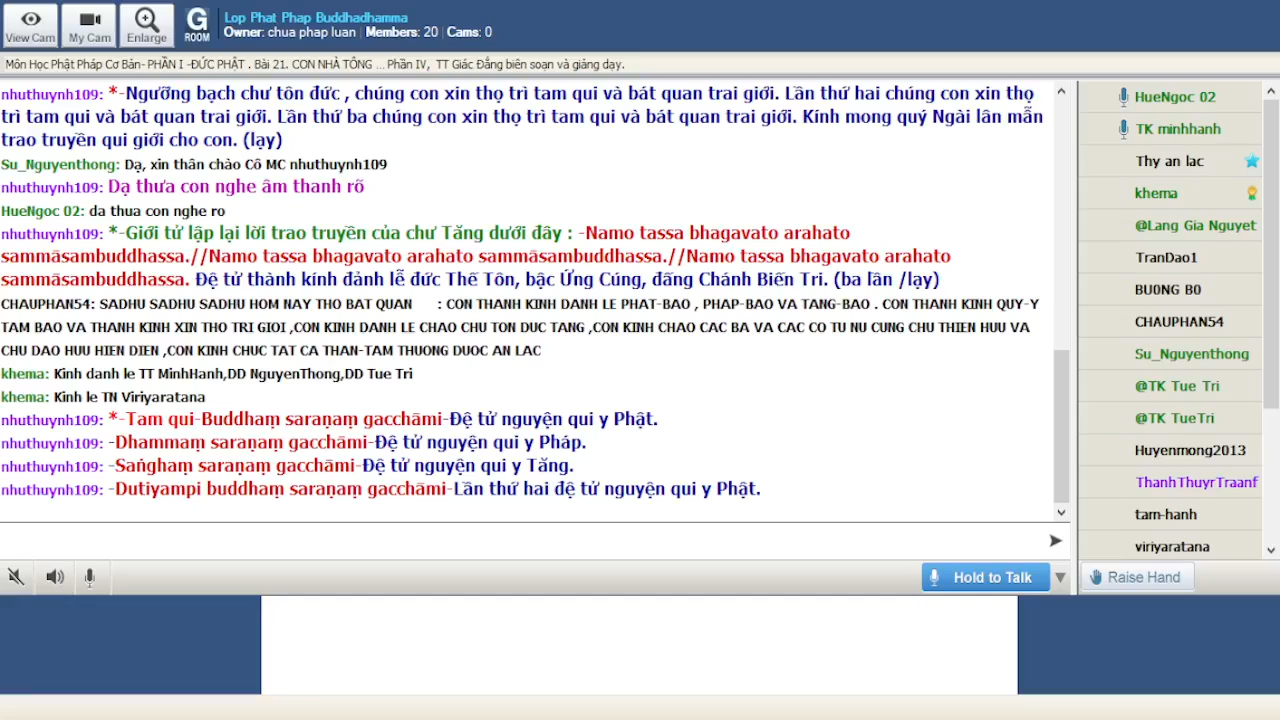 View Cam
My Cam
Enlarge
G
ROOM
Lop Phat Phap Buddhadhamma
Owner: chua phap luan | Members: 20 | Cams: 0
Môn Học Phật Pháp Cơ Bản- PHẦN I -ĐỨC PHẬT . Bài 21. CON NHÀ TÔNG ... Phần IV, TT Giác Đẳng biên soạn và giảng dạy.
nhuthuynh109: *-Ngưỡng bạch chư tôn đức , chúng con xin thọ trì tam qui và bát quan trai giới. Lần thứ hai chúng con xin thọ
trì tam qui và bát quan trai giới. Lần thứ ba chúng con xin thọ trì tam qui và bát quan trai giới. Kính mong quý Ngài lân mẫn
trao truyền qui giới cho con. (lạy)
Su_Nguyenthong: Dạ, xin thân chào Cô MC nhuthuynh109
nhuthuynh109: Dạ thưa con nghe âm thanh rõ
HueNgoc 02: da thua con nghe ro
nhuthuynh109: *-Giới tử lập lại lời trao truyền của chư Tăng dưới đây : -Namo tassa bhagavato arahato
sammāsambuddhassa.//Namo tassa bhagavato arahato sammāsambuddhassa.//Namo tassa bhagavato arahato
sammāsambuddhassa. Đệ tử thành kính đảnh lễ đức Thế Tôn, bậc Ứng Cúng, đấng Chánh Biến Tri. (ba lần /lạy)
CHAUPHAN54: SADHU SADHU SADHU HOM NAY THO BAT QUAN : CON THANH KINH DANH LE PHAT-BAO , PHAP-BAO VA TANG-BAO . CON THANH KINH QUY-Y
TAM BAO VA THANH KINH XIN THO TRI GIOI ,CON KINH DANH LE CHAO CHU TON DUC TANG ,CON KINH CHAO CAC BA VA CAC CO TU NU CUNG CHU THIEN HUU VA
CHU DAO HUU HIEN DIEN ,CON KINH CHUC TAT CA THAN-TAM THUONG DUOC AN LAC
khema: Kinh danh le TT MinhHanh,DD NguyenThong,DD Tue Tri
khema: Kinh le TN Viriyaratana
nhuthuynh109: *-Tam qui-Buddhaṃ saraṇaṃ gacchāmi-Đệ tử nguyện qui y Phật.
nhuthuynh109: -Dhammaṃ saraṇaṃ gacchāmi-Đệ tử nguyện qui y Pháp.
nhuthuynh109: -Saṅghaṃ saraṇaṃ gacchāmi-Đệ tử nguyện qui y Tăng.
nhuthuynh109: -Dutiyampi buddhaṃ saraṇaṃ gacchāmi-Lần thứ hai đệ tử nguyện qui y Phật.
Hold to Talk
HueNgoc 02
TK minhhanh
Thy an lac
khema
@Lang Gia Nguyet
TranDao1
BU0NG B0
CHAUPHAN54
Su_Nguyenthong
@TK Tue Tri
@TK TueTri
Huyenmong2013
ThanhThuyrTraanf
tam-hanh
viriyaratana
Raise Hand